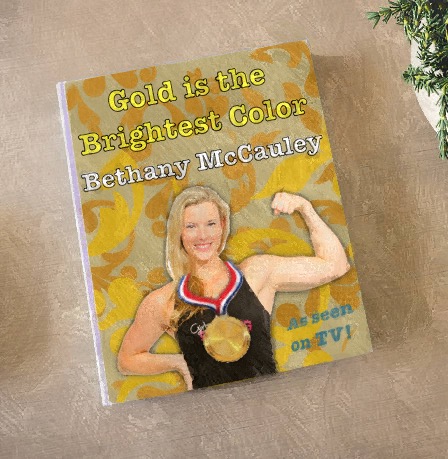 Gold is the
Brightest Color
Bethany McCauley
As seen
on TV!